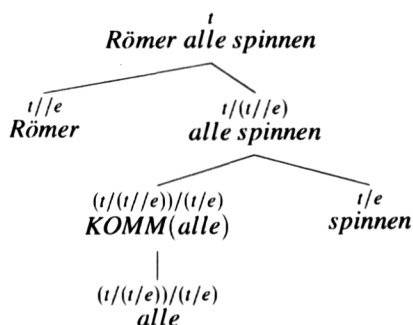 t
Römer alle spinnen
t//e t/(t//e)
Römer alle spinnen
(t/(t//e))/(t/e) t/e
KOMM(alle) spinnen
(t/(t/e))/(t/e)
alle